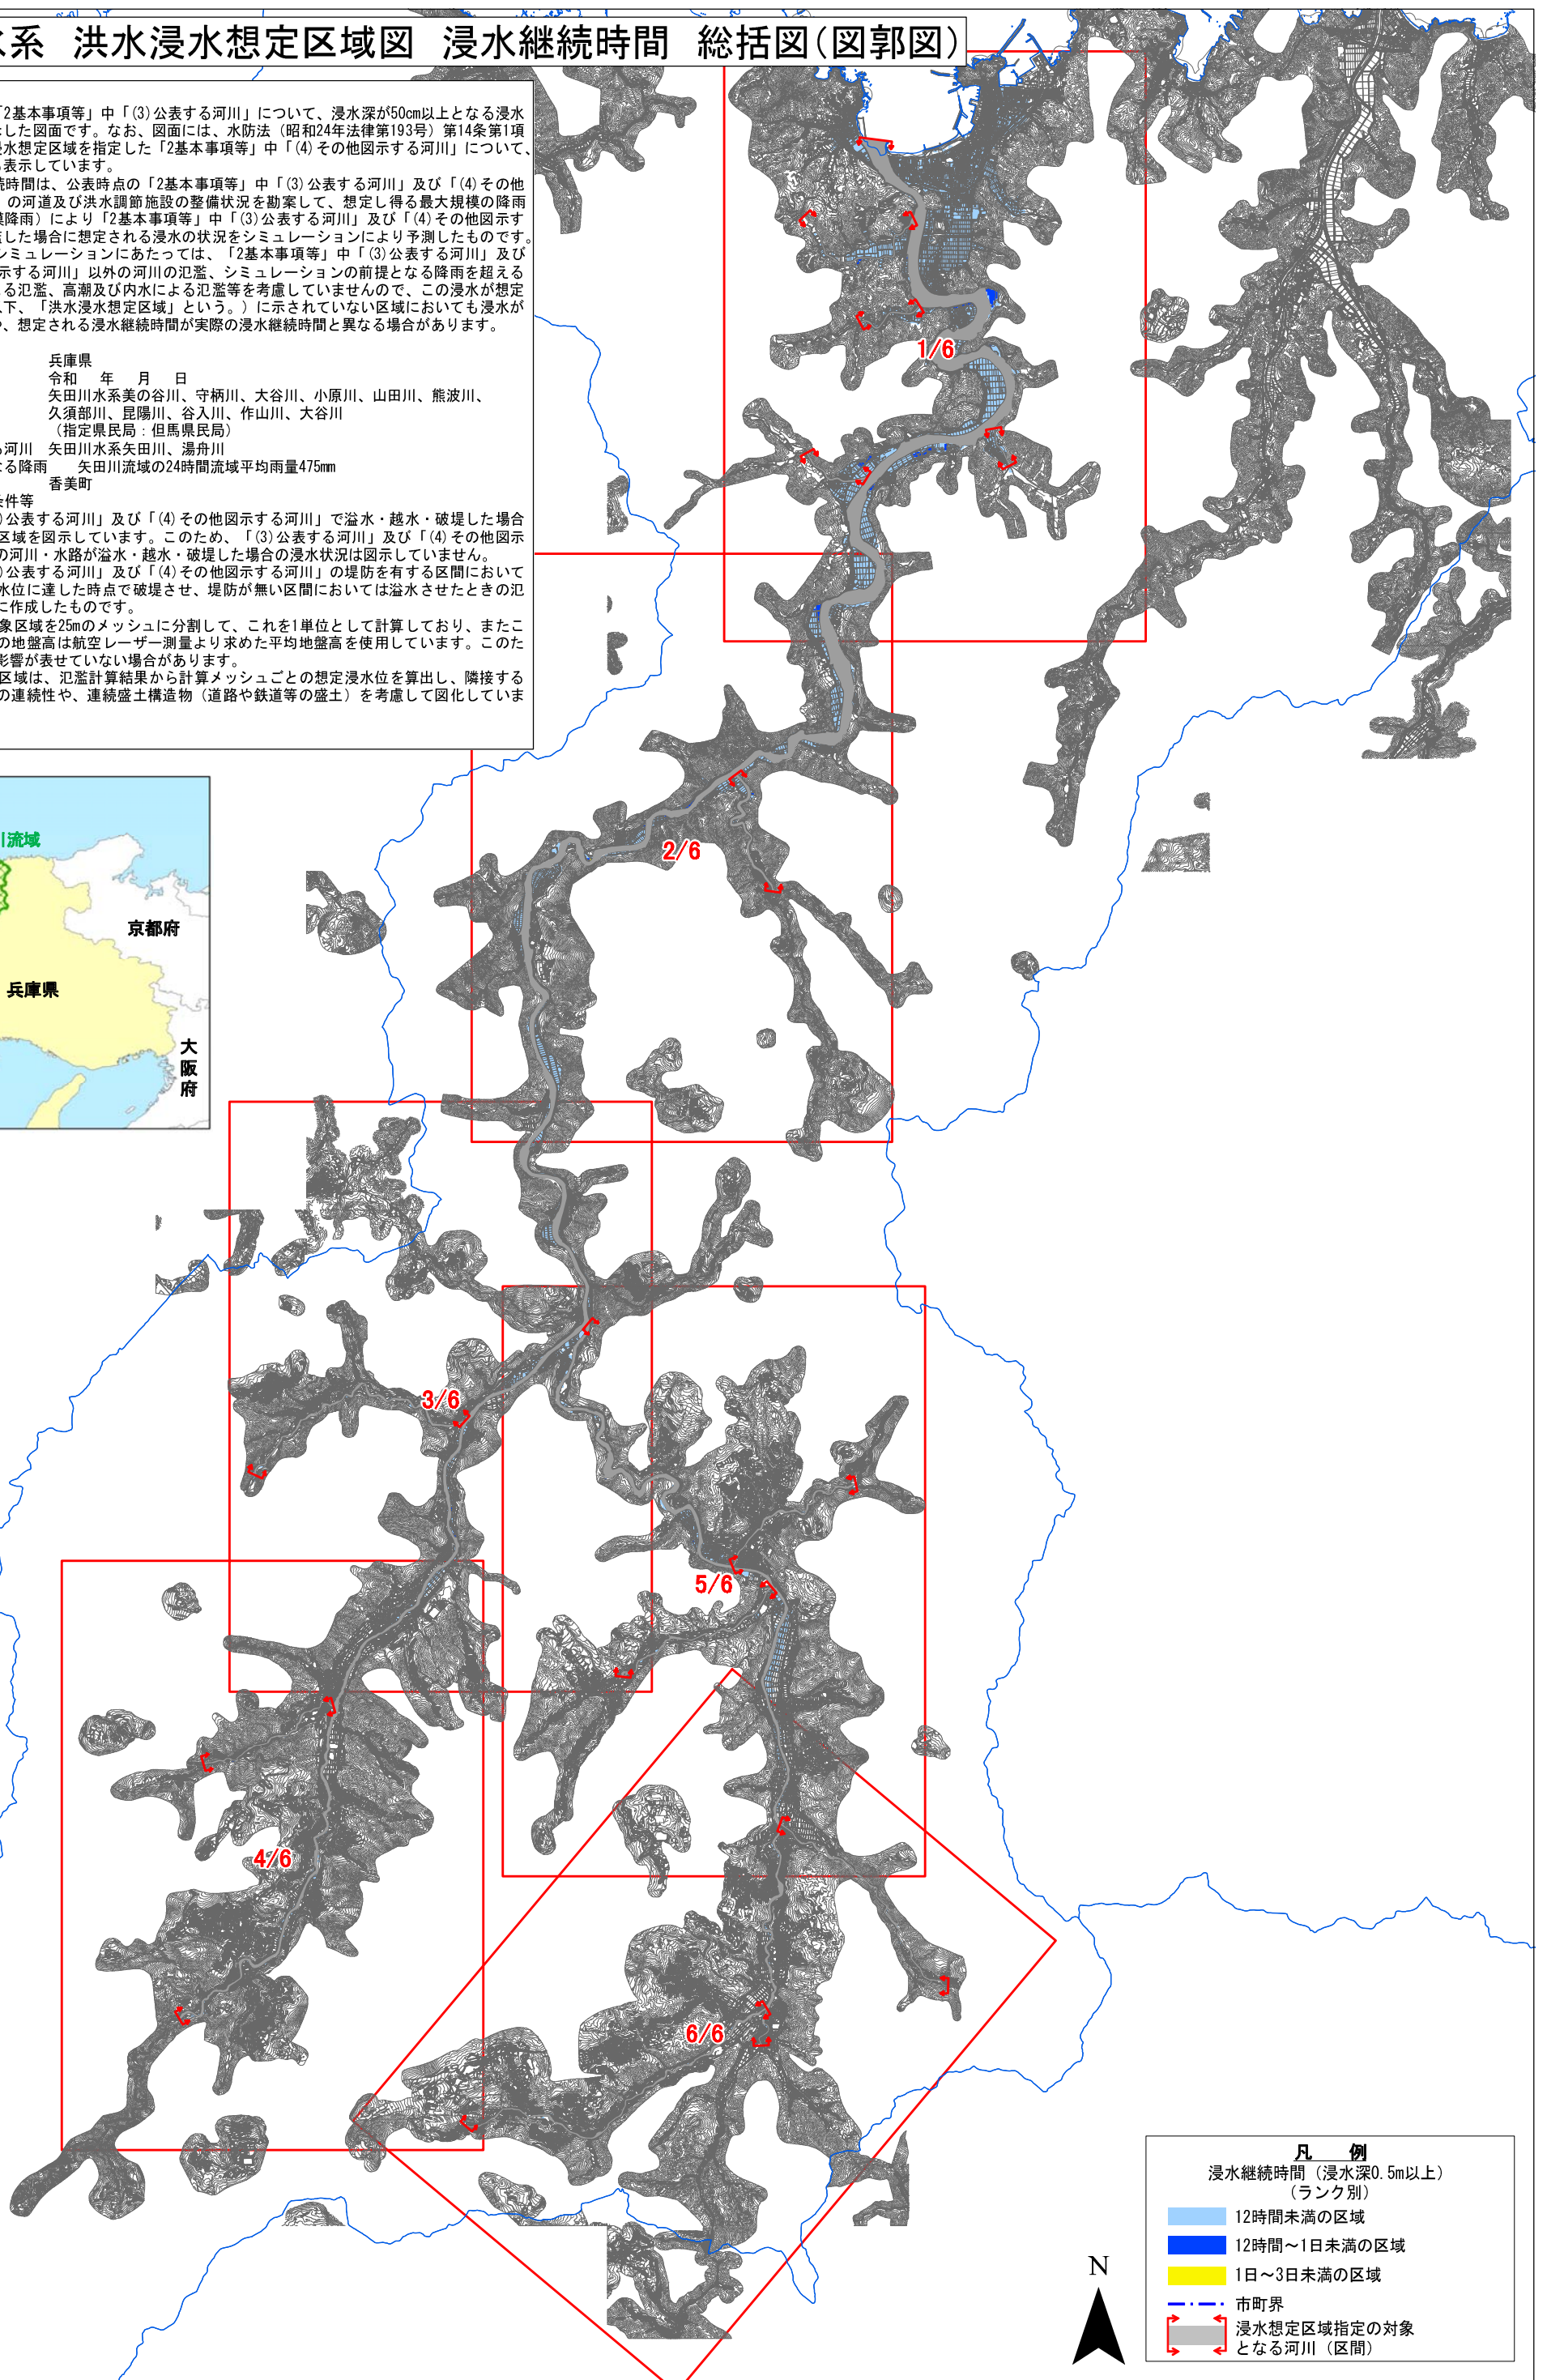 水系 洪水浸水想定区域図 浸水継続時間 総括図(図郭図)
「2基本事項等」中「(3)公表する河川」について、浸水深が50cm以上となる浸水
した図面です。なお、図面には、水防法（昭和24年法律第193号）第14条第1項
浸水想定区域を指定した「2基本事項等」中「(4)その他図示する河川」について、
表示しています。
続時間は、公表時点の「2基本事項等」中「(3)公表する河川」及び「(4)その他
」の河道及び洪水調節施設の整備状況を勘案して、想定し得る最大規模の降雨
模降雨）により「2基本事項等」中「(3)公表する河川」及び「(4)その他図示す
した場合に想定される浸水の状況をシミュレーションにより予測したものです。
シミュレーションにあたっては、「2基本事項等」中「(3)公表する河川」及び
示する河川」以外の河川の氾濫、シミュレーションの前提となる降雨を超える
る氾濫、高潮及び内水による氾濫等を考慮していませんので、この浸水が想定
下、「洪水浸水想定区域」という。）に示されていない区域においても浸水が
、想定される浸水継続時間が実際の浸水継続時間と異なる場合があります。
兵庫県
令和 年 月 日
矢田川水系美の谷川、守柄川、大谷川、小原川、山田川、熊波川、
久須部川、昆陽川、谷入川、作山川、大谷川
（指定県民局：但馬県民局）
河川 矢田川水系矢田川、湯舟川
る降雨 矢田川流域の24時間流域平均雨量475mm
香美町
条件等
)公表する河川」及び「(4)その他図示する河川」で溢水・越水・破堤した場合
区域を図示しています。このため、「(3)公表する河川」及び「(4)その他図示
の河川・水路が溢水・越水・破堤した場合の浸水状況は図示していません。
)公表する河川」及び「(4)その他図示する河川」の堤防を有する区間において
水位に達した時点で破堤させ、堤防が無い区間においては溢水させたときの氾
に作成したものです。
象区域を25mのメッシュに分割して、これを1単位として計算しており、またこ
の地盤高は航空レーザー測量より求めた平均地盤高を使用しています。このた
影響が表せていない場合があります。
区域は、氾濫計算結果から計算メッシュごとの想定浸水位を算出し、隣接する
の連続性や、連続盛土構造物（道路や鉄道等の盛土）を考慮して図化していま
川流域
京都府
兵庫県
大阪府
1/6
2/6
3/6
4/6
5/6
6/6
N
凡 例
浸水継続時間（浸水深0.5m以上）
（ランク別）
12時間未満の区域
12時間～1日未満の区域
1日～3日未満の区域
市町界
浸水想定区域指定の対象
となる河川（区間）